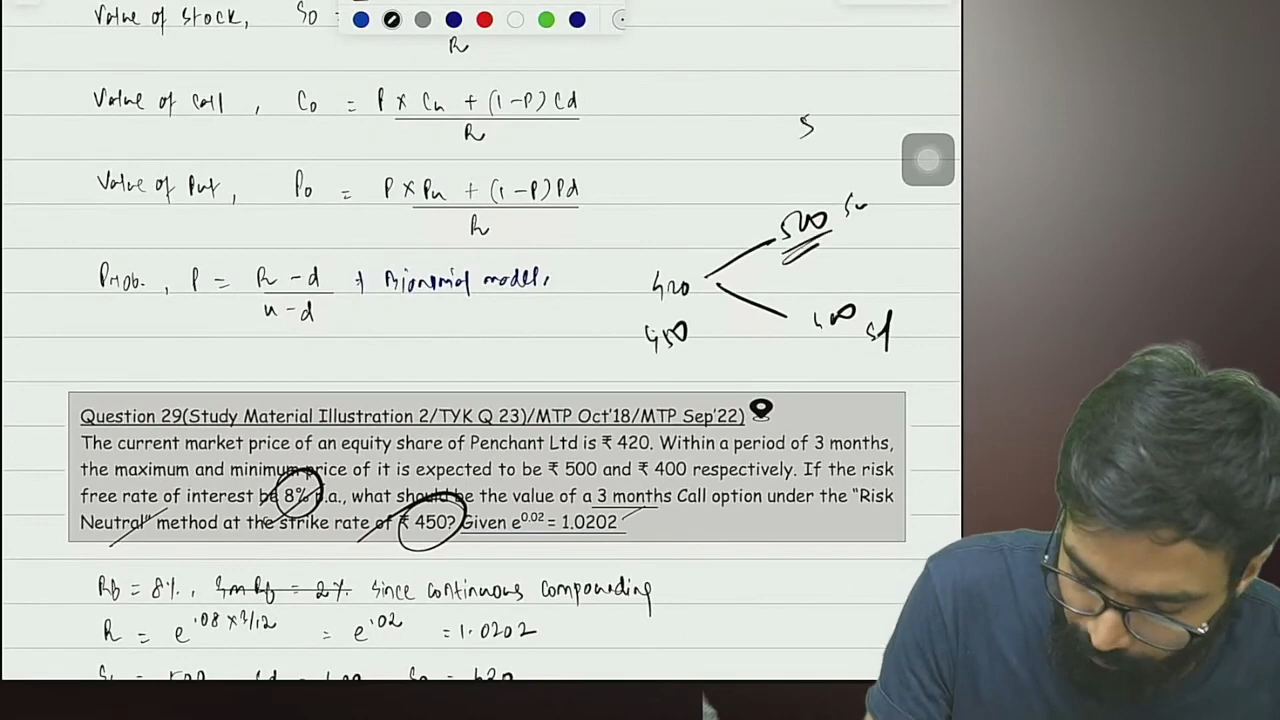 Value of stock, S0
R
Value of Call, C0 = P × Cu + (1-P) Cd
R
S
Value of Put, P0 = P × Pu + (1-P) Pd
R
500 Su
Prob., P = R - d Binomial model.
u - d
420
400 Sd
450
Question 29(Study Material Illustration 2/TYK Q 23)/MTP Oct'18/MTP Sep'22)
The current market price of an equity share of Penchant Ltd is ₹ 420. Within a period of 3 months,
the maximum and minimum price of it is expected to be ₹ 500 and ₹ 400 respectively. If the risk
free rate of interest be 8% p.a., what should be the value of a 3 months Call option under the "Risk
Neutral" method at the strike rate of ₹ 450? Given e^0.02 = 1.0202
Rf = 8%, 3m Rf = 2% since continuous compounding
R = e^.08 × 3/12 = e^.02 = 1.0202